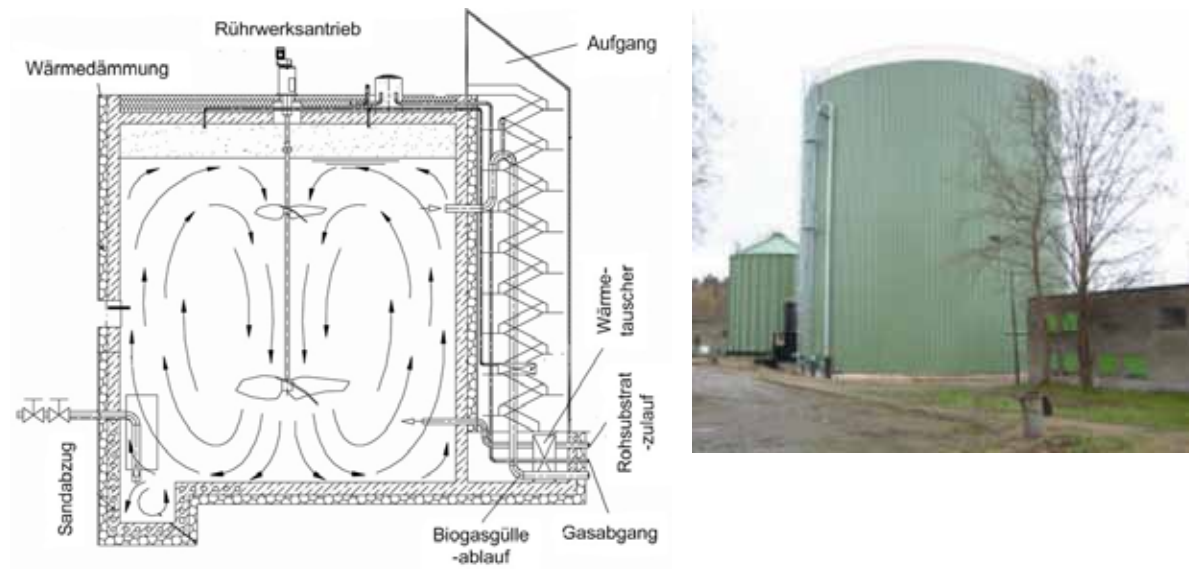 Rührwerksantrieb
Aufgang
Wärmedämmung
Wärme-
tauscher
Rohsubstrat
-zulauf
Sandabzug
Biogasgülle
-ablauf
Gasabgang